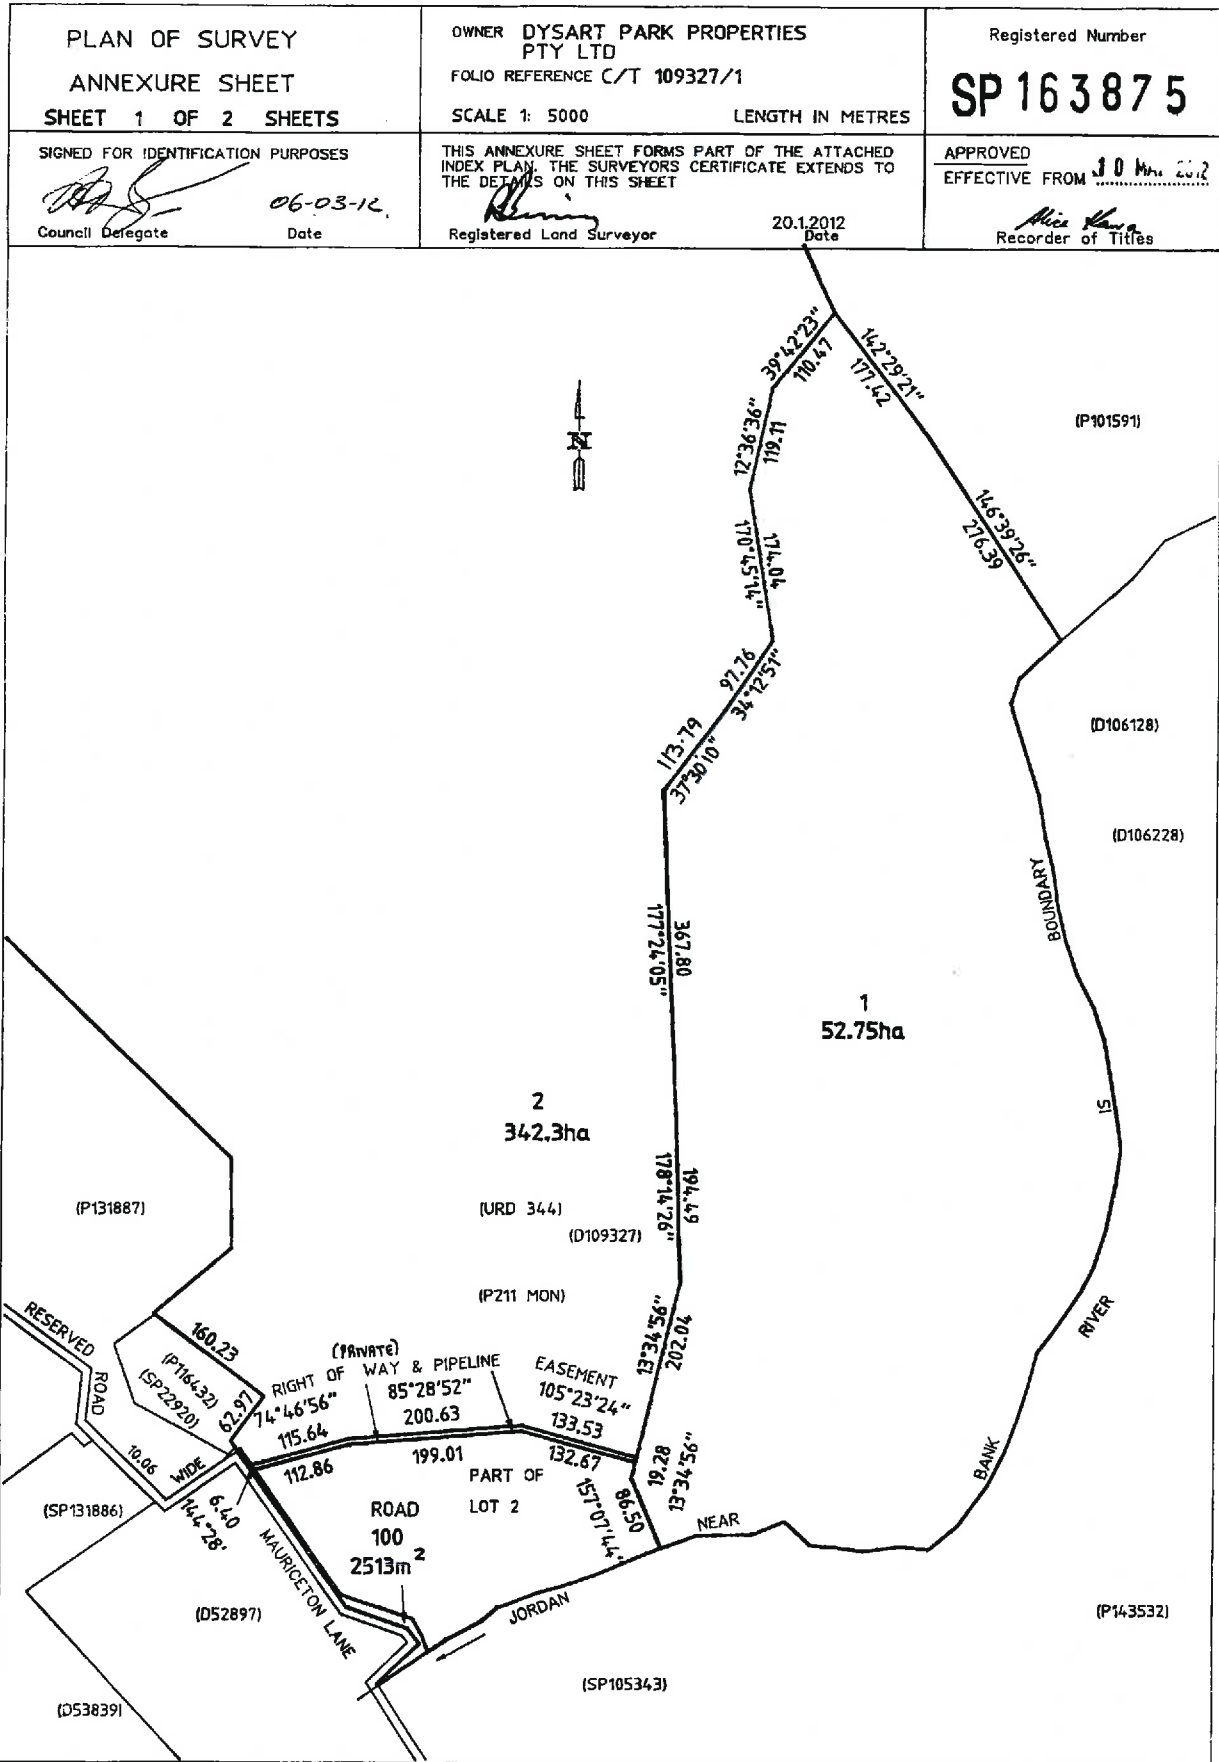 PLAN OF SURVEY
ANNEXURE SHEET
SHEET 1 OF 2 SHEETS
OWNER DYSART PARK PROPERTIES
PTY LTD
FOLIO REFERENCE C/T 109327/1
SCALE 1: 5000 LENGTH IN METRES
Registered Number
SP 163875
SIGNED FOR IDENTIFICATION PURPOSES
06-03-12.
Council Delegate Date
THIS ANNEXURE SHEET FORMS PART OF THE ATTACHED
INDEX PLAN. THE SURVEYORS CERTIFICATE EXTENDS TO
THE DETAILS ON THIS SHEET
20.1.2012
Registered Land Surveyor Date
APPROVED
EFFECTIVE FROM 2012
Alice Kawa
Recorder of Titles
39°42'23"
110.47
142°29'21"
177.42
12°36'36"
119.11
(P101591)
N
146°39'26"
276.39
174.04
170°45'14"
97.76
34°12'51"
113.79
37°30'10"
(D106128)
(D106228)
BOUNDARY
367.80
177°24'05"
1
52.75ha
2
342.3ha
IS
194.49
178°14'26"
(P131887)
(URD 344)
(D109327)
(P211 MON)
RIVER
RESERVED
ROAD
160.23
(P116432)
(SP22920)
62.97
(PRIVATE)
RIGHT OF WAY & PIPELINE EASEMENT
74°46'56"
115.64
85°28'52"
200.63
105°23'24"
133.53
13°34'56"
202.04
112.86
199.01
132.67
10.06 WIDE
PART OF
LOT 2
19.28
13°34'56"
86.50
157°07'44"
BANK
NEAR
(SP131886)
6.40
144°28'
ROAD
100
2513m²
MAURICETON LANE
JORDAN
(D52897)
(P143532)
(SP105343)
(D53839)